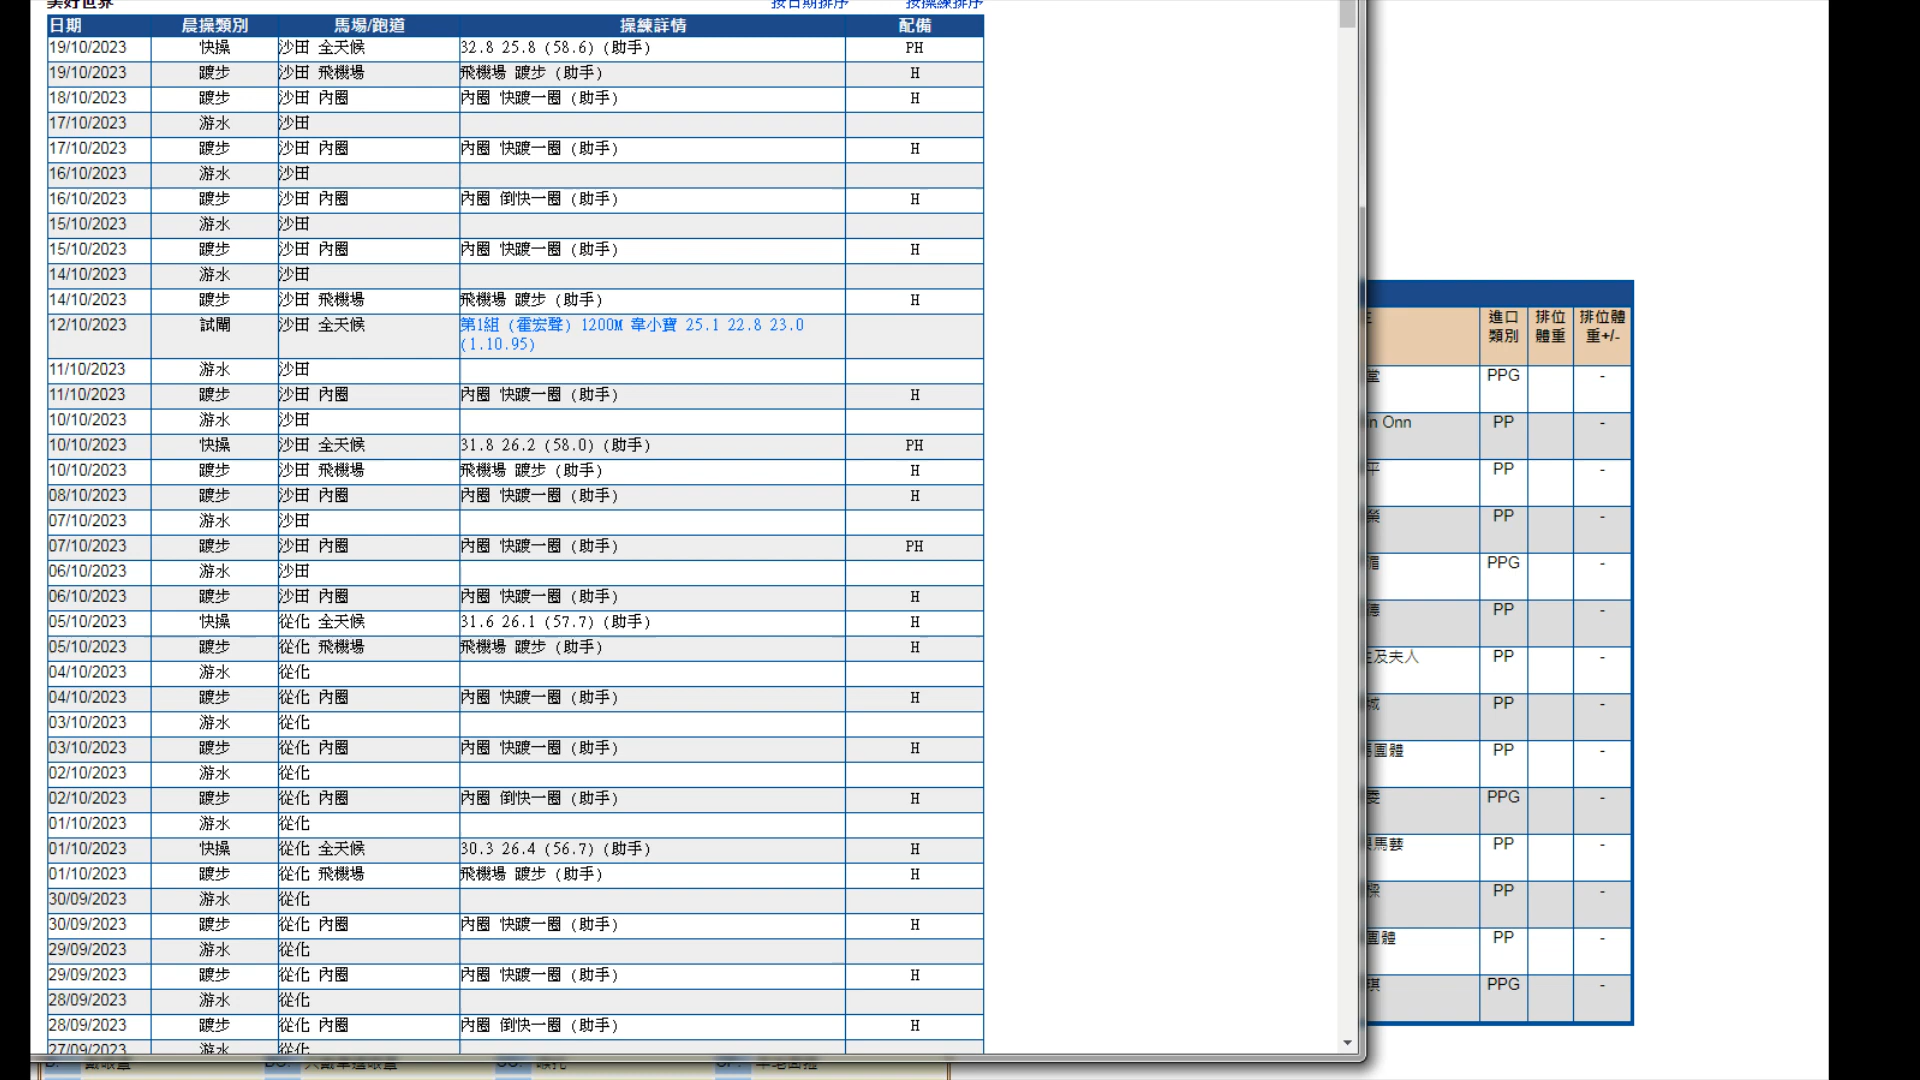 美好世界 按日期排序 按操練排序
日期 晨操類別 馬場/跑道 操練詳情 配備
19/10/2023 快操 沙田 全天候 32.8 25.8 (58.6) (助手) PH
19/10/2023 踱步 沙田 飛機場 飛機場 踱步 (助手) H
18/10/2023 踱步 沙田 內圈 內圈 快踱一圈 (助手) H
17/10/2023 游水 沙田
17/10/2023 踱步 沙田 內圈 內圈 快踱一圈 (助手) H
16/10/2023 游水 沙田
16/10/2023 踱步 沙田 內圈 內圈 倒快一圈 (助手) H
15/10/2023 游水 沙田
15/10/2023 踱步 沙田 內圈 內圈 快踱一圈 (助手) H
14/10/2023 游水 沙田
14/10/2023 踱步 沙田 飛機場 飛機場 踱步 (助手) H
12/10/2023 試閘 沙田 全天候 第1組 (霍宏聲) 1200M 韋小寶 25.1 22.8 23.0
(1.10.95)
11/10/2023 游水 沙田
11/10/2023 踱步 沙田 內圈 內圈 快踱一圈 (助手) H
10/10/2023 游水 沙田
10/10/2023 快操 沙田 全天候 31.8 26.2 (58.0) (助手) PH
10/10/2023 踱步 沙田 飛機場 飛機場 踱步 (助手) H
08/10/2023 踱步 沙田 內圈 內圈 快踱一圈 (助手) H
07/10/2023 游水 沙田
07/10/2023 踱步 沙田 內圈 內圈 快踱一圈 (助手) PH
06/10/2023 游水 沙田
06/10/2023 踱步 沙田 內圈 內圈 快踱一圈 (助手) H
05/10/2023 快操 從化 全天候 31.6 26.1 (57.7) (助手) H
05/10/2023 踱步 從化 飛機場 飛機場 踱步 (助手) H
04/10/2023 游水 從化
04/10/2023 踱步 從化 內圈 內圈 快踱一圈 (助手) H
03/10/2023 游水 從化
03/10/2023 踱步 從化 內圈 內圈 快踱一圈 (助手) H
02/10/2023 游水 從化
02/10/2023 踱步 從化 內圈 內圈 倒快一圈 (助手) H
01/10/2023 游水 從化
01/10/2023 快操 從化 全天候 30.3 26.4 (56.7) (助手) H
01/10/2023 踱步 從化 飛機場 飛機場 踱步 (助手) H
30/09/2023 游水 從化
30/09/2023 踱步 從化 內圈 內圈 快踱一圈 (助手) H
29/09/2023 游水 從化
29/09/2023 踱步 從化 內圈 內圈 快踱一圈 (助手) H
28/09/2023 游水 從化
28/09/2023 踱步 從化 內圈 內圈 倒快一圈 (助手) H
27/09/2023 游水 從化
進口 排位 排位體
類別 體重 重+/-
PPG -
n Onn PP -
平 PP -
PP -
PPG -
PP -
及夫人 PP -
城 PP -
團體 PP -
PPG -
馬藝 PP -
PP -
團體 PP -
PPG -